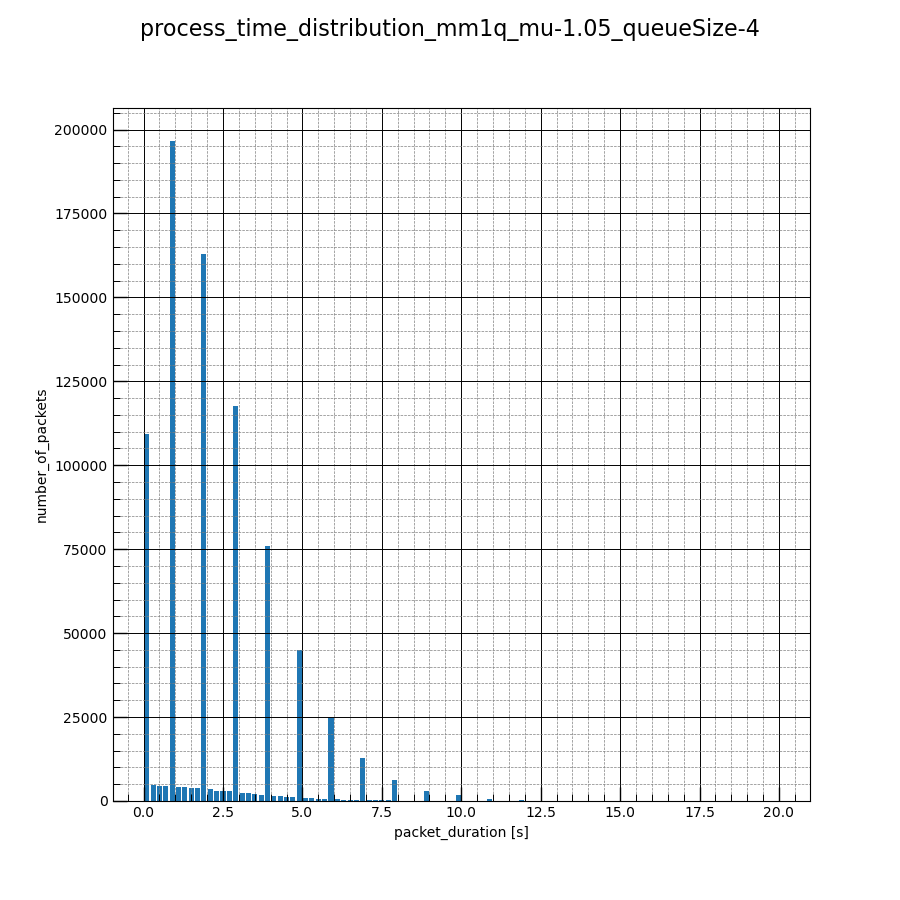 process_time_distribution_mm1q_mu-1.05_queueSize-4
200000
175000
150000
125000
100000
75000
50000
25000
0
number_of_packets
0.0 2.5 5.0 7.5 10.0 12.5 15.0 17.5 20.0
packet_duration [s]